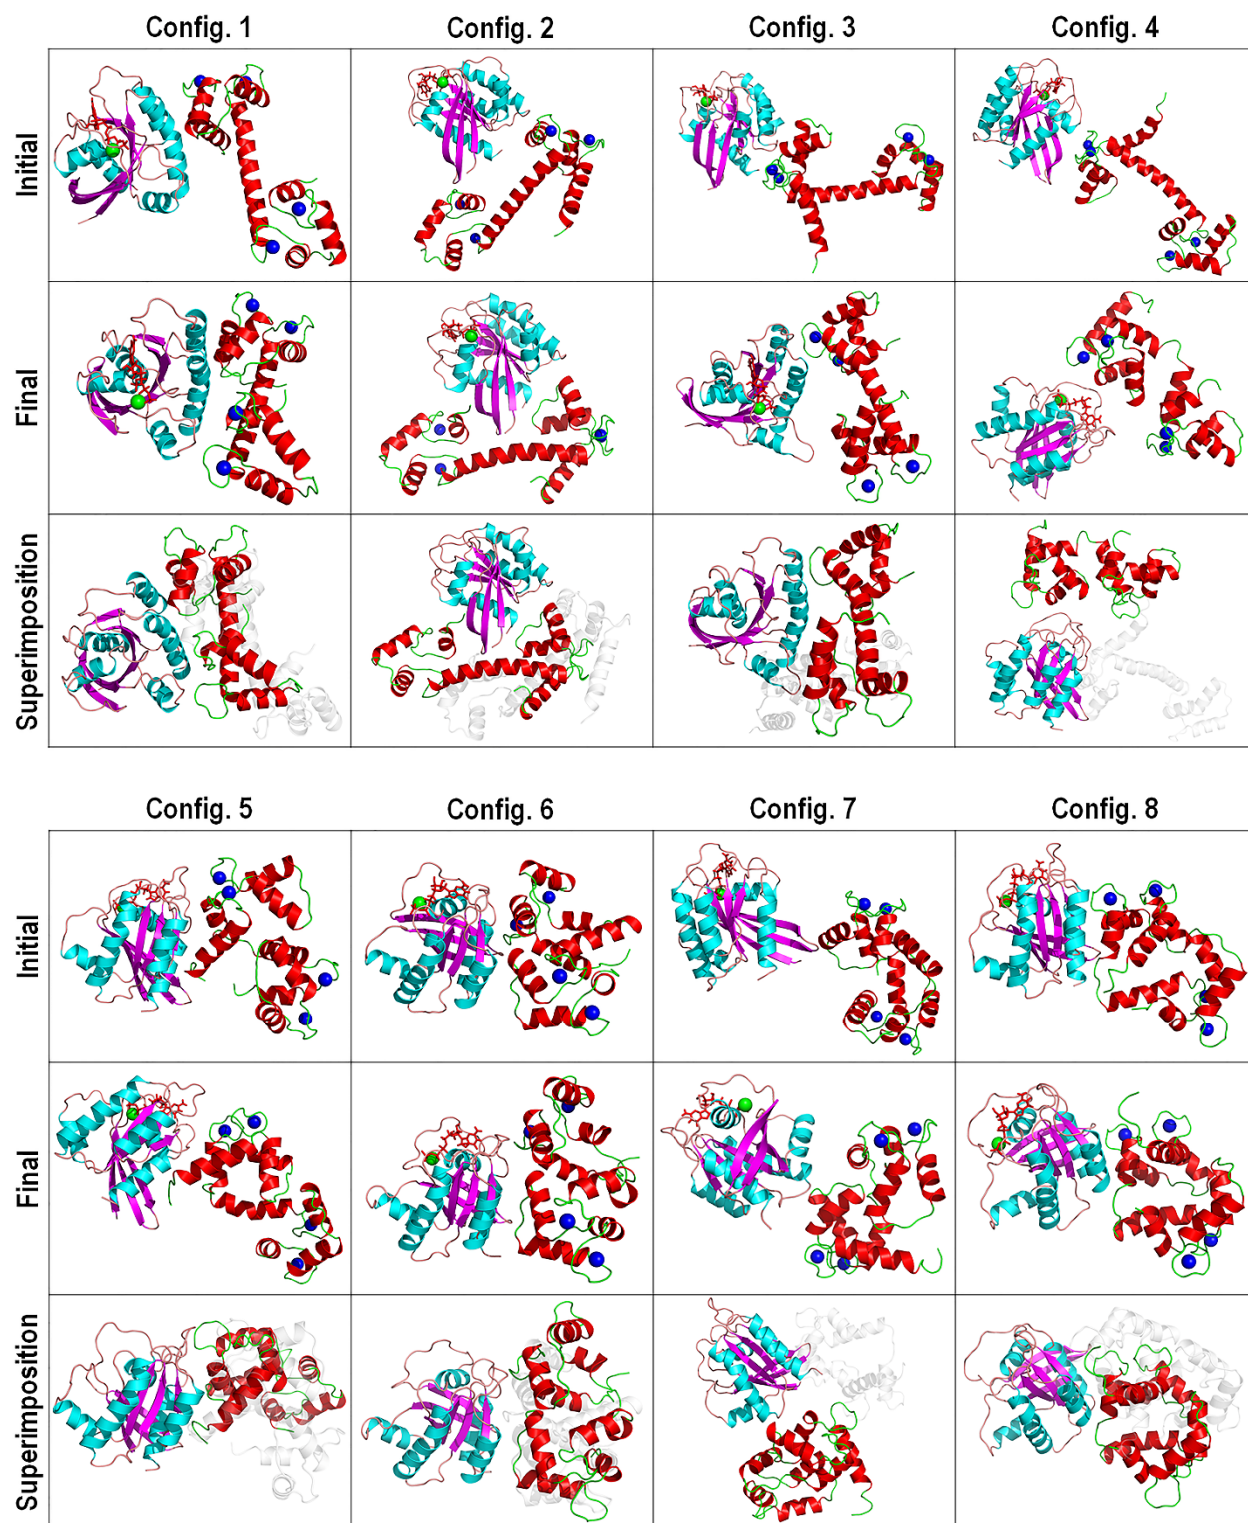 Config. 1 Config. 2 Config. 3 Config. 4
Initial
Final
Superimposition
Config. 5 Config. 6 Config. 7 Config. 8
Initial
Final
Superimposition